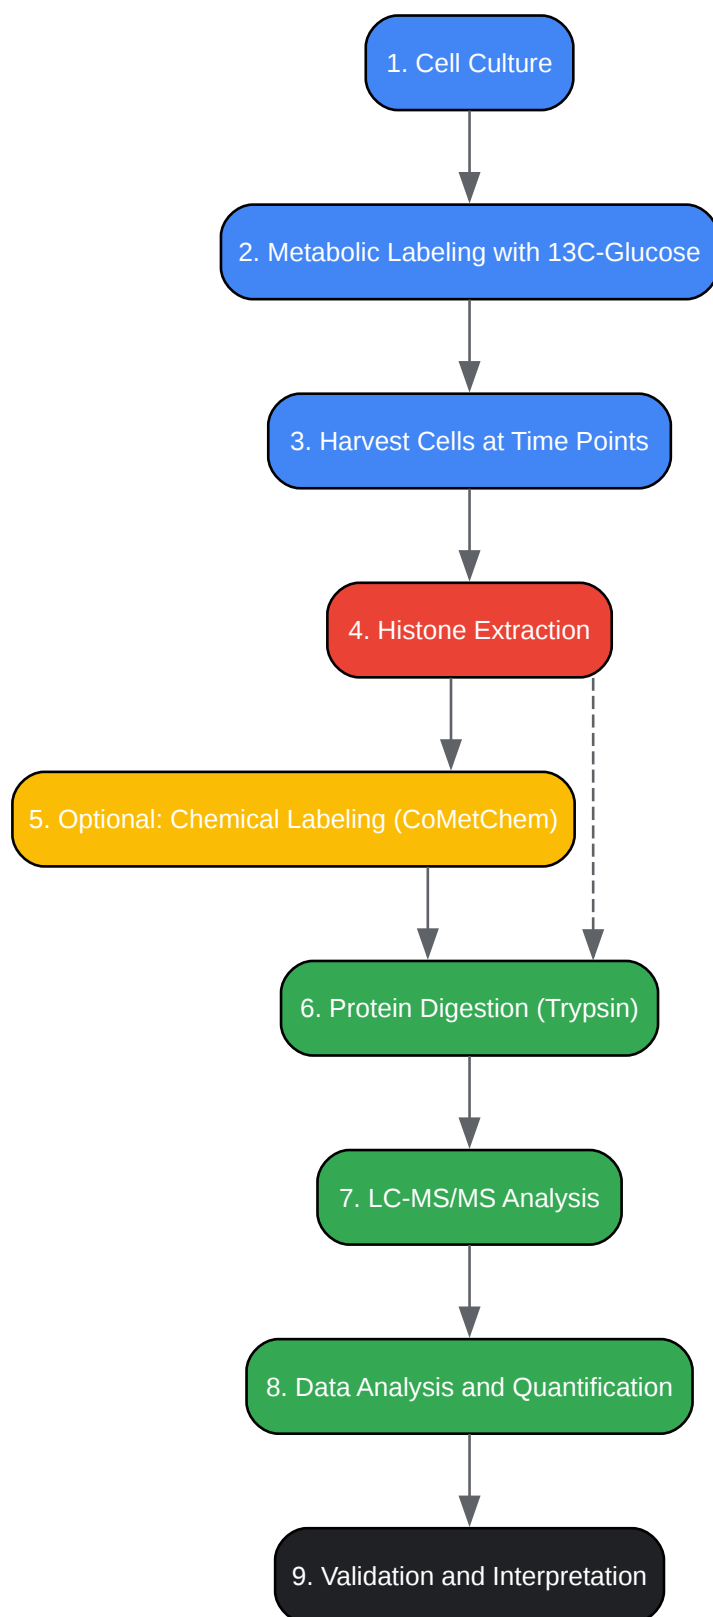 1. Cell Culture
2. Metabolic Labeling with 13C-Glucose
3. Harvest Cells at Time Points
4. Histone Extraction
5. Optional: Chemical Labeling (CoMetChem)
6. Protein Digestion (Trypsin)
7. LC-MS/MS Analysis
8. Data Analysis and Quantification
9. Validation and Interpretation